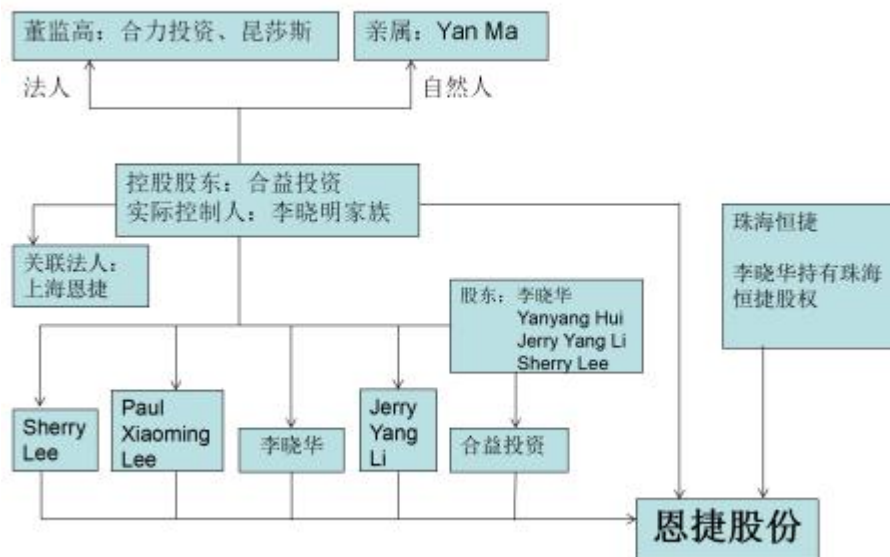 董监高：合力投资、昆莎斯
亲属：Yan Ma
法人
自然人
控股股东：合益投资
实际控制人：李晓明家族
关联法人：
上海恩捷
股东：李晓华
Yanyang Hui
Jerry Yang Li
Sherry Lee
珠海恒捷
李晓华持有珠海
恒捷股权
Sherry
Lee
Paul
Xiaoming
Lee
李晓华
Jerry
Yang
Li
合益投资
恩捷股份